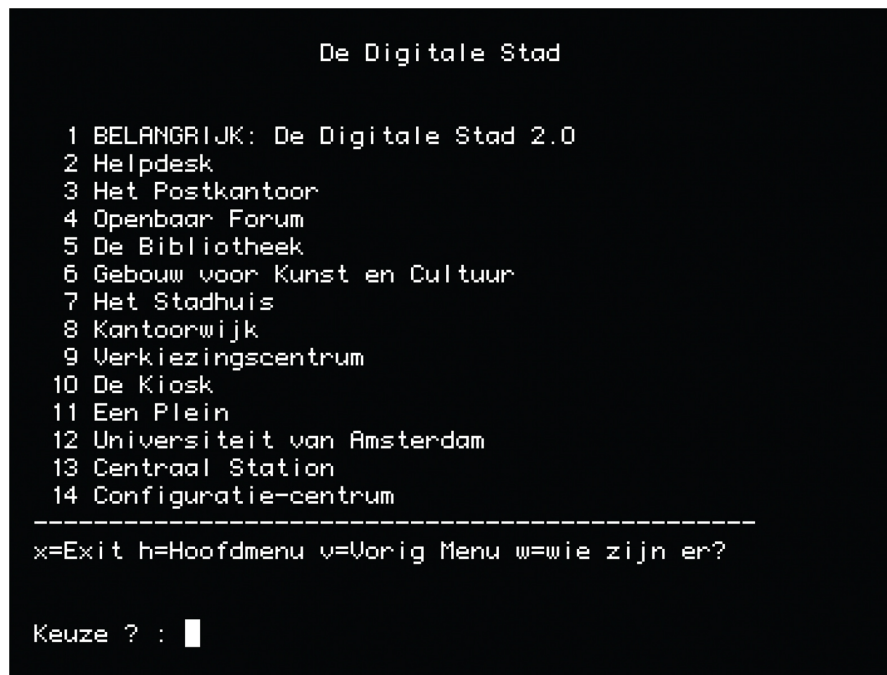 De Digitale Stad
1 BELANGRIJK: De Digitale Stad 2.0
2 Helpdesk
3 Het Postkantoor
4 Openbaar Forum
5 De Bibliotheek
6 Gebouw voor Kunst en Cultuur
7 Het Stadhuis
8 Kantoorwijk
9 Verkiezingscentrum
10 De Kiosk
11 Een Plein
12 Universiteit van Amsterdam
13 Centraal Station
14 Configuratie-centrum
------------------------------------------------
x=Exit h=Hoofdmenu v=Vorig Menu w=wie zijn er?
Keuze ? :